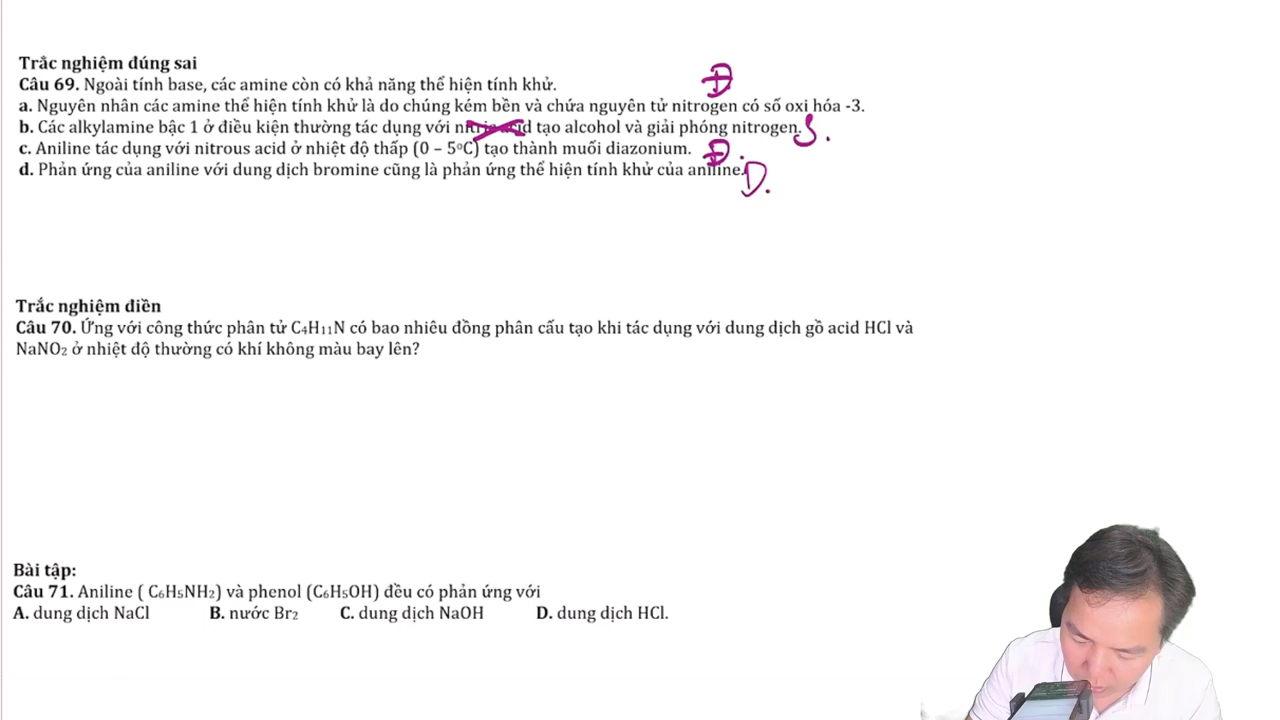 Trắc nghiệm đúng sai
Câu 69. Ngoài tính base, các amine còn có khả năng thể hiện tính khử.
Đ
a. Nguyên nhân các amine thể hiện tính khử là do chúng kém bền và chứa nguyên tử nitrogen có số oxi hóa -3.
b. Các alkylamine bậc 1 ở điều kiện thường tác dụng với nitric acid tạo alcohol và giải phóng nitrogen. S.
c. Aniline tác dụng với nitrous acid ở nhiệt độ thấp (0 – 5°C) tạo thành muối diazonium. Đ.
d. Phản ứng của aniline với dung dịch bromine cũng là phản ứng thể hiện tính khử của aniline. D.
Trắc nghiệm điền
Câu 70. Ứng với công thức phân tử C₄H₁₁N có bao nhiêu đồng phân cấu tạo khi tác dụng với dung dịch gồ acid HCl và
NaNO₂ ở nhiệt độ thường có khí không màu bay lên?
Bài tập:
Câu 71. Aniline ( C₆H₅NH₂) và phenol (C₆H₅OH) đều có phản ứng với
A. dung dịch NaCl B. nước Br₂ C. dung dịch NaOH D. dung dịch HCl.